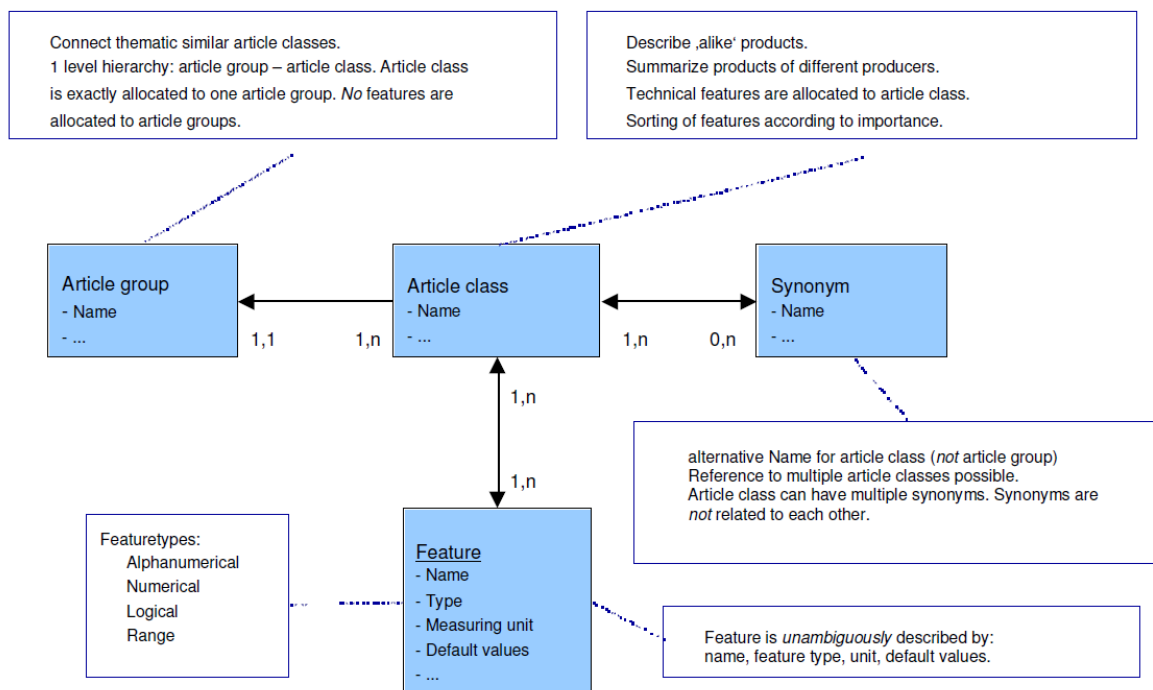 Connect thematic similar article classes.
1 level hierarchy: article group – article class. Article class
is exactly allocated to one article group. No features are
allocated to article groups.
Describe ‚alike‘ products.
Summarize products of different producers.
Technical features are allocated to article class.
Sorting of features according to importance.
Article group
- Name
- ...
1,1
1,n
Article class
- Name
- ...
1,n
0,n
Synonym
- Name
- ...
1,n
1,n
alternative Name for article class (not article group)
Reference to multiple article classes possible.
Article class can have multiple synonyms. Synonyms are
not related to each other.
Featuretypes:
Alphanumerical
Numerical
Logical
Range
Feature
- Name
- Type
- Measuring unit
- Default values
- ...
Feature is unambiguously described by:
name, feature type, unit, default values.